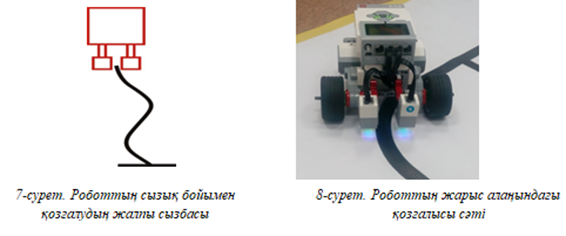 7-сурет. Роботтың сызық бойымен
қозғалудың жалпы сызбасы
8-сурет. Роботтың жарыс алаңындағы
қозғалысы сәті